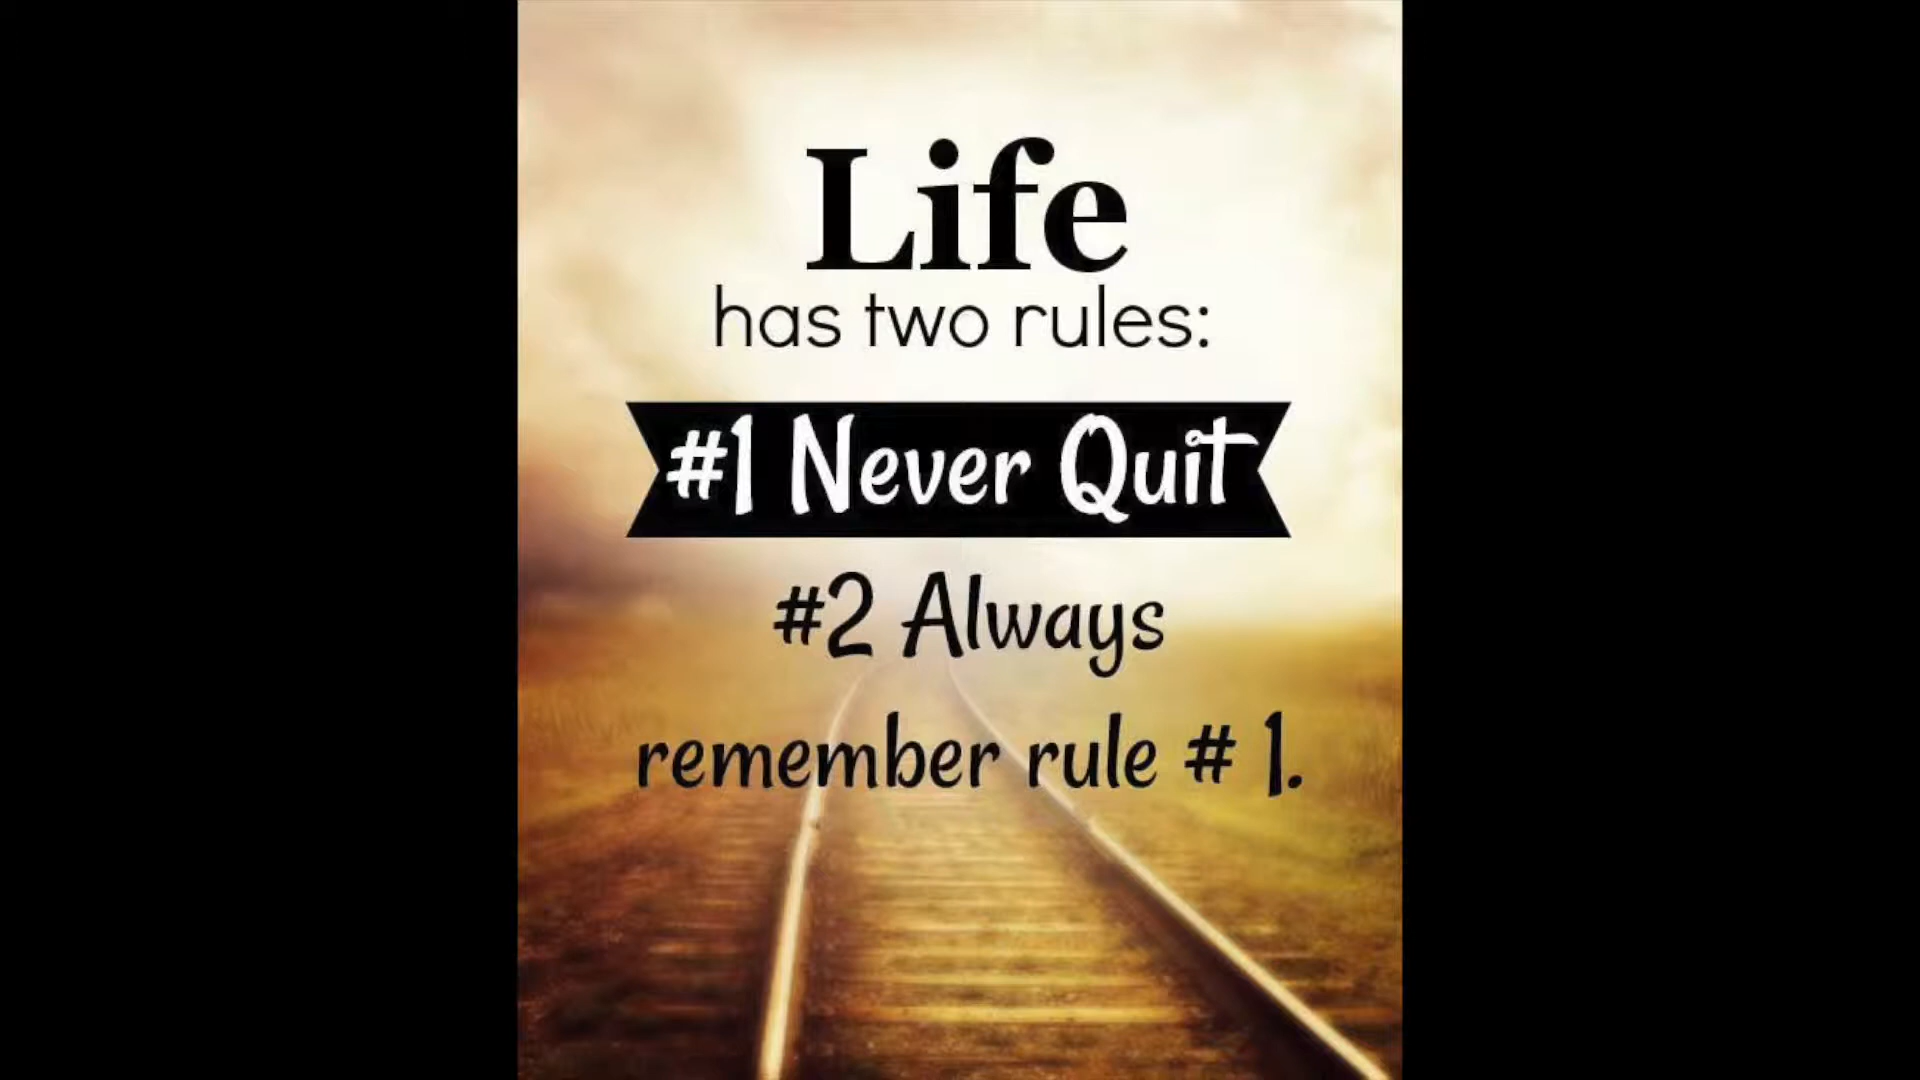 Life
has two rules:
#1 Never Quit
#2 Always
remember rule # 1.